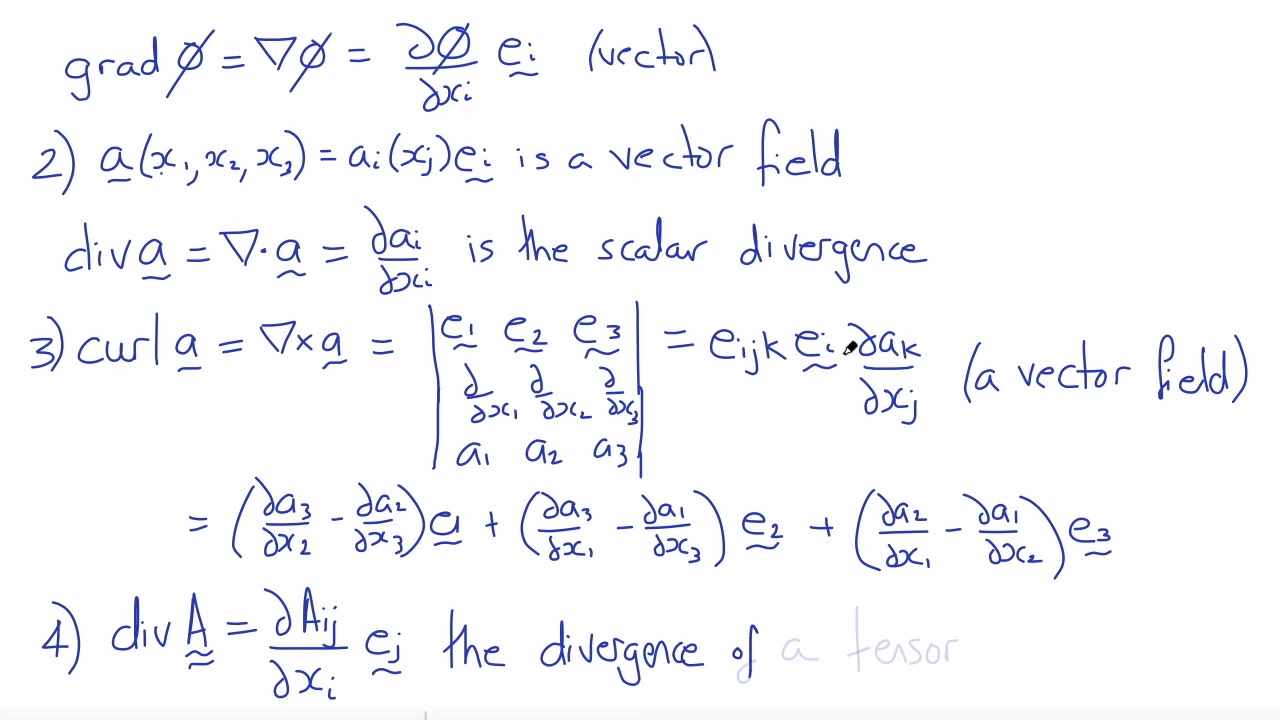 grad ϕ = ∇ϕ = ∂ϕ/∂xᵢ eᵢ (vector)
2) a(x₁, x₂, x₃) = aᵢ(xⱼ)eᵢ is a vector field
div a = ∇·a = ∂aᵢ/∂xᵢ is the scalar divergence
3) curl a = ∇×a = | e₁ e₂ e₃ | = eᵢⱼₖ eᵢ ∂aₖ/∂xⱼ (a vector field)
∂/∂x₁ ∂/∂x₂ ∂/∂x₃
a₁ a₂ a₃
= (∂a₃/∂x₂ - ∂a₂/∂x₃)e₁ + (∂a₃/∂x₁ - ∂a₁/∂x₃) e₂ + (∂a₂/∂x₁ - ∂a₁/∂x₂)e₃
4) div A = ∂Aᵢⱼ/∂xᵢ eⱼ the divergence of a tensor